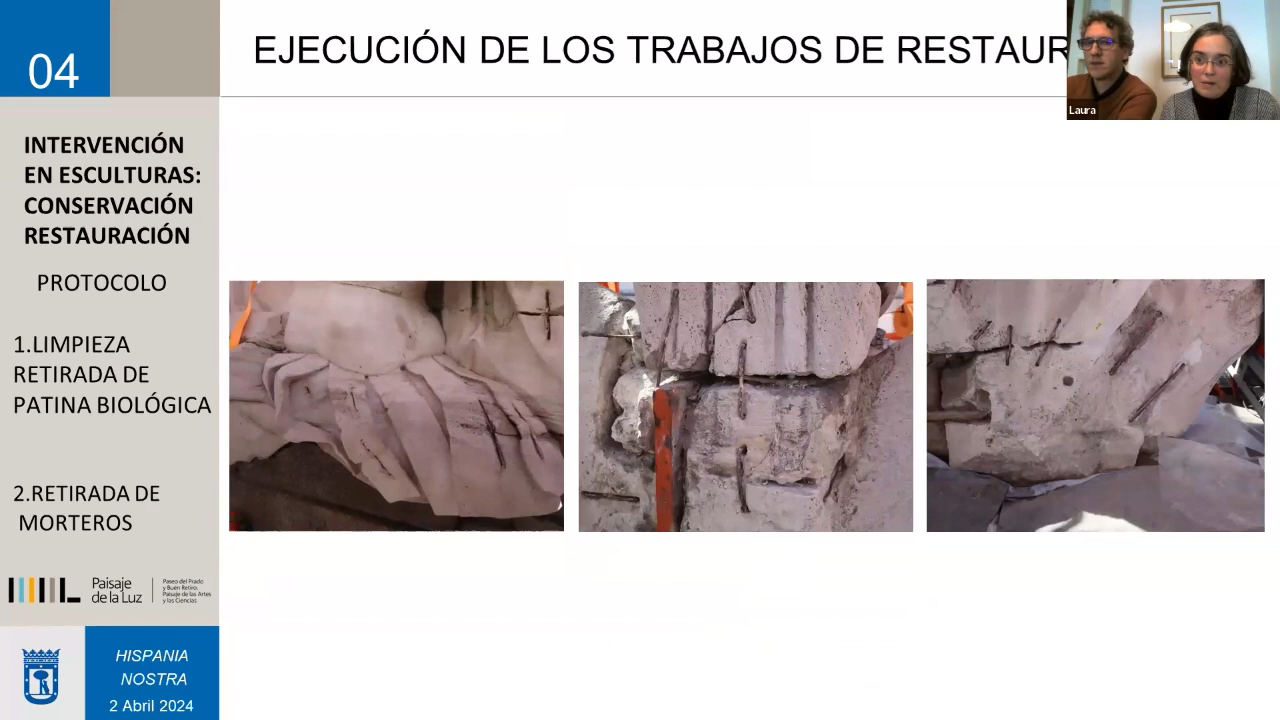 04
EJECUCIÓN DE LOS TRABAJOS DE RESTAUR
Laura
INTERVENCIÓN
EN ESCULTURAS:
CONSERVACIÓN
RESTAURACIÓN
PROTOCOLO
1.LIMPIEZA
RETIRADA DE
PATINA BIOLÓGICA
2.RETIRADA DE
MORTEROS
Paisaje
de la Luz
Paseo del Prado
y Buen Retiro.
Paisaje de las Artes
y las Ciencias
HISPANIA
NOSTRA
2 Abril 2024